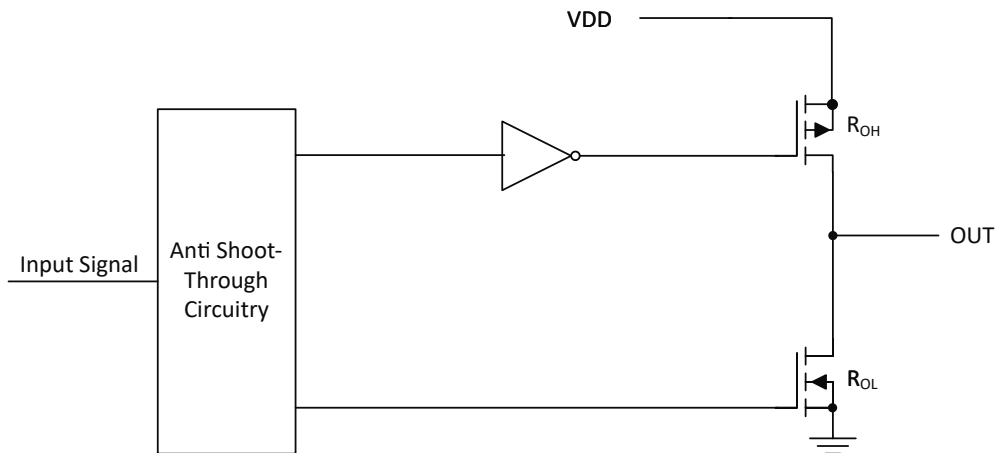 VDD
R_OH
Anti Shoot-
Through
Circuitry
Input Signal
OUT
R_OL